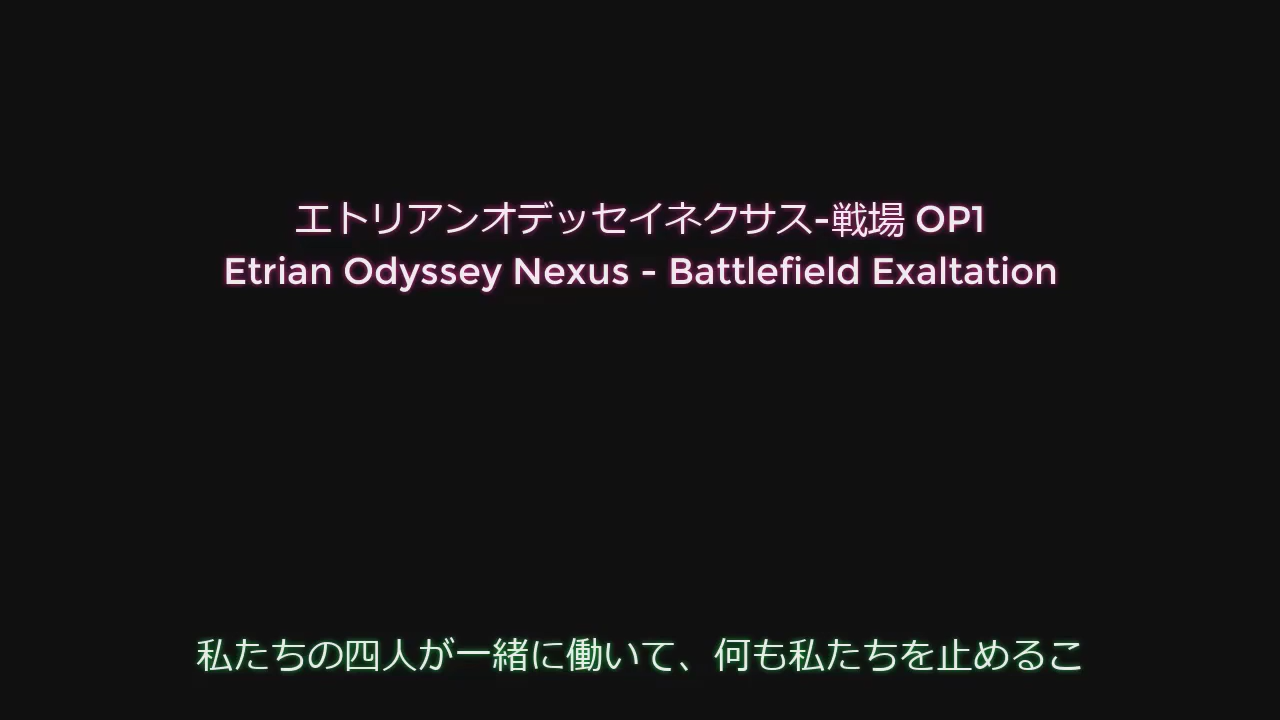 エトリアンオデッセイネクサス-戦場 OP1
Etrian Odyssey Nexus - Battlefield Exaltation
私たちの四人が一緒に働いて、何も私たちを止めるこ